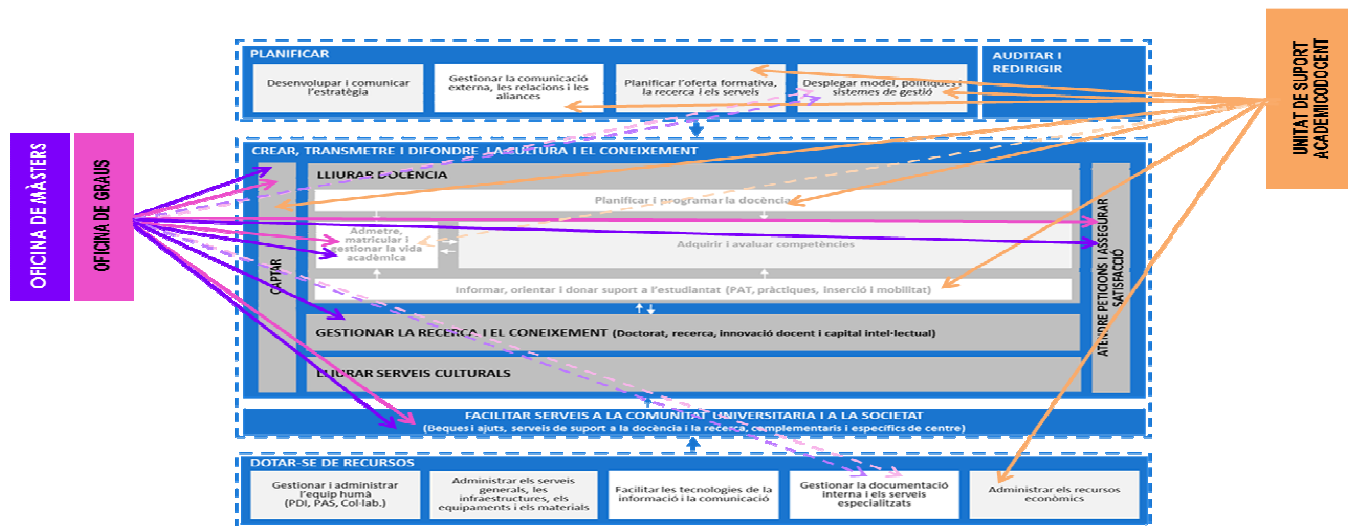 PLANIFICAR
AUDITAR I
REDIRIGIR
Desenvolupar i comunicar
l'estratègia
Gestionar la comunicació
externa, les relacions i les
aliances
Planificar l'oferta formativa,
la recerca i els serveis
Desplegar model, polítiques i
sistemes de gestió
UNITAT DE SUPORT
ACADEMICODOCENT
OFICINA DE MÀSTERS
OFICINA DE GRAUS
CREAR, TRANSMETRE I DIFONDRE LA CULTURA I EL CONEIXEMENT
CAPTAR
LLIURAR DOCÈNCIA
Planificar i programar la docència
Admetre,
matricular i
gestionar la vida
acadèmica
Adquirir i avaluar competències
Informar, orientar i donar suport a l'estudiantat (PAT, pràctiques, inserció i mobilitat)
GESTIONAR LA RECERCA I EL CONEIXEMENT (Doctorat, recerca, innovació docent i capital intel·lectual)
LLIURAR SERVEIS CULTURALS
ATENDRE PETICIONS I ASSEGURAR
SATISFACCIÓ
FACILITAR SERVEIS A LA COMUNITAT UNIVERSITARIA I A LA SOCIETAT
(Beques i ajuts, serveis de suport a la docència i la recerca, complementaris i específics de centre)
DOTAR-SE DE RECURSOS
Gestionar i administrar
l'equip humà
(PDI, PAS, Col·lab.)
Administrar els serveis
generals, les
infraestructures, els
equipaments i els materials
Facilitar les tecnologies de la
informació i la comunicació
Gestionar la documentació
interna i els serveis
especialitzats
Administrar els recursos
econòmics